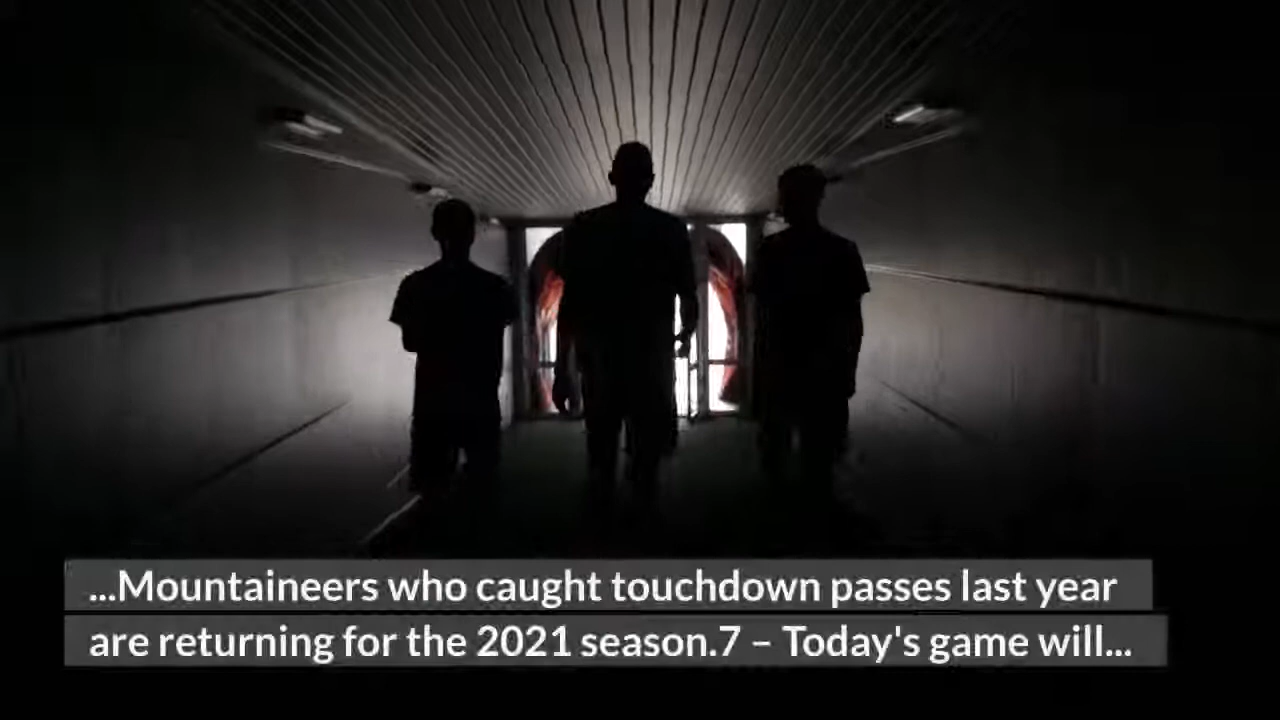 ...Mountaineers who caught touchdown passes last year
are returning for the 2021 season.7 – Today's game will...